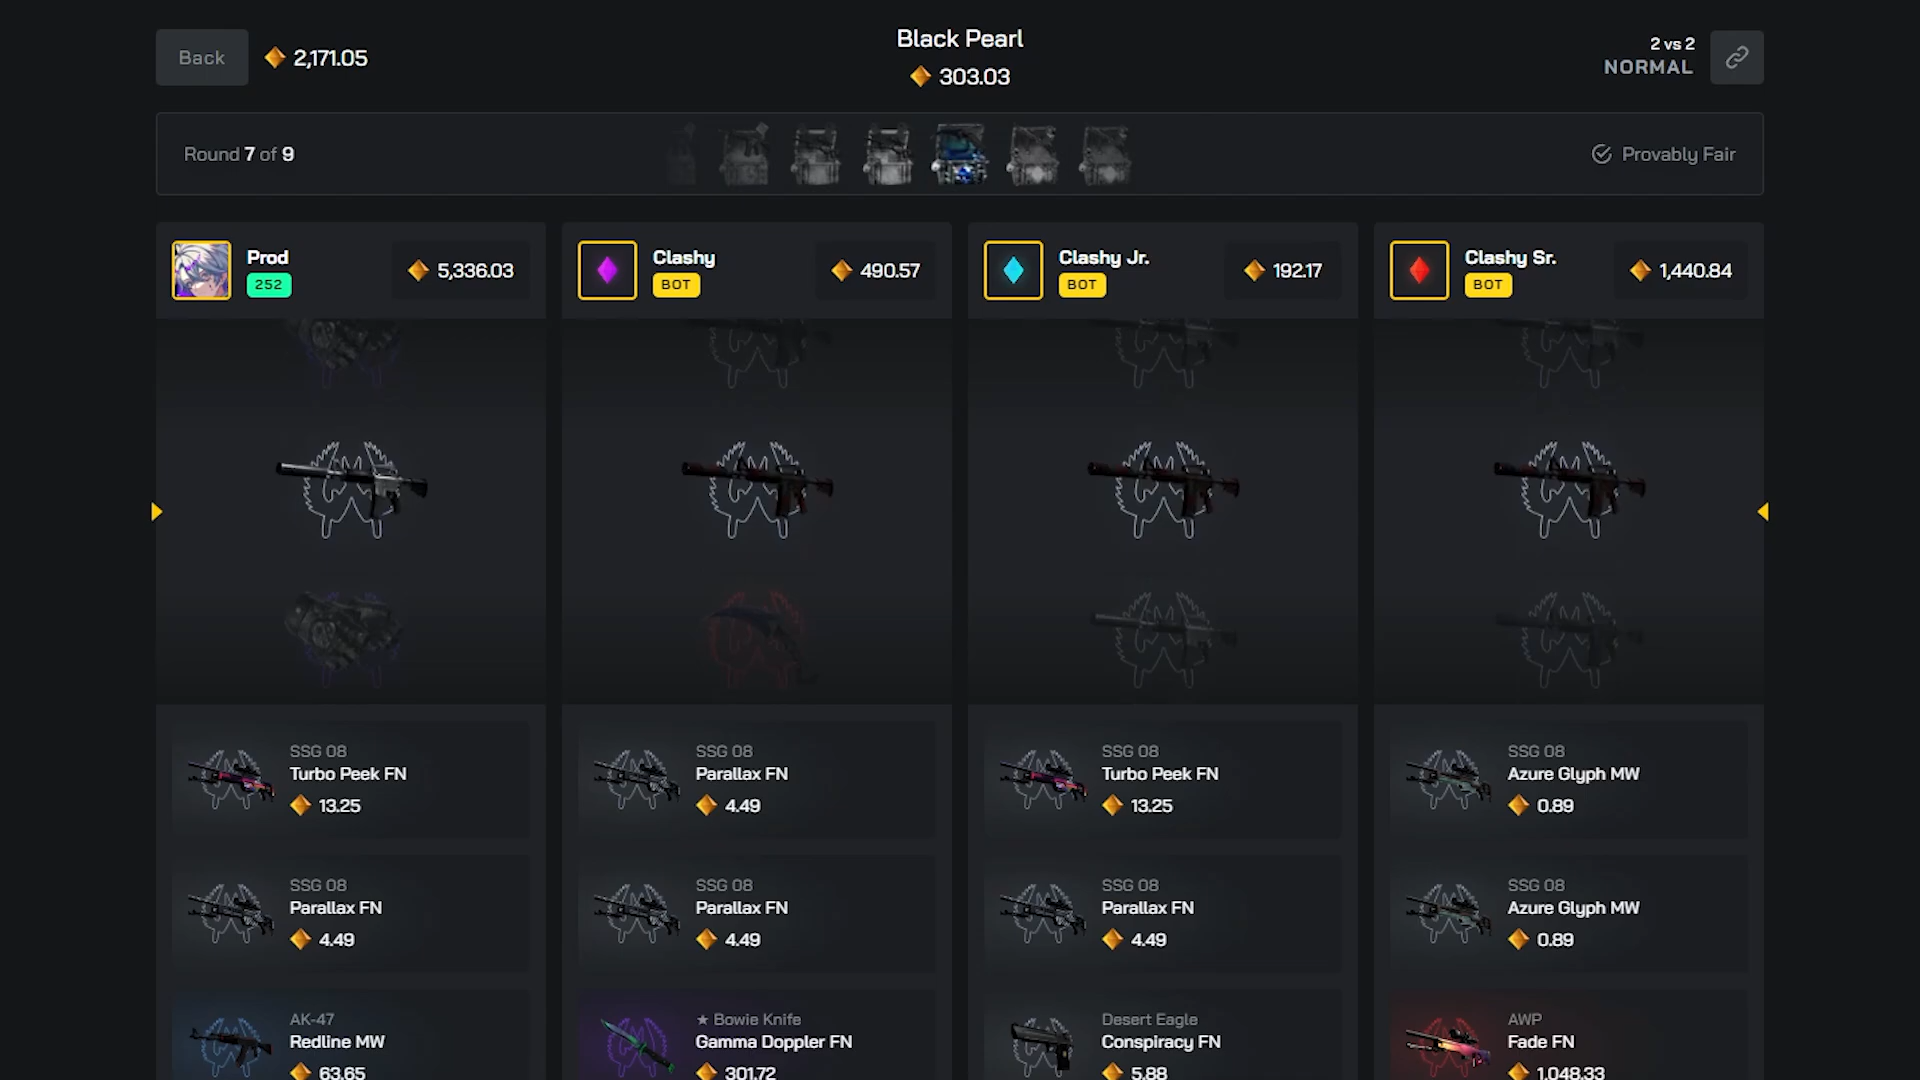 Back
2,171.05
Black Pearl
303.03
2 vs 2
NORMAL
Round 7 of 9
Provably Fair
Prod
252
5,336.03
Clashy
BOT
490.57
Clashy Jr.
BOT
192.17
Clashy Sr.
BOT
1,440.84
SSG 08
Turbo Peek FN
13.25
SSG 08
Parallax FN
4.49
SSG 08
Turbo Peek FN
13.25
SSG 08
Azure Glyph MW
0.89
SSG 08
Parallax FN
4.49
SSG 08
Parallax FN
4.49
SSG 08
Parallax FN
4.49
SSG 08
Azure Glyph MW
0.89
AK-47
Redline MW
63.65
★ Bowie Knife
Gamma Doppler FN
301.72
Desert Eagle
Conspiracy FN
5.88
AWP
Fade FN
1,048.33